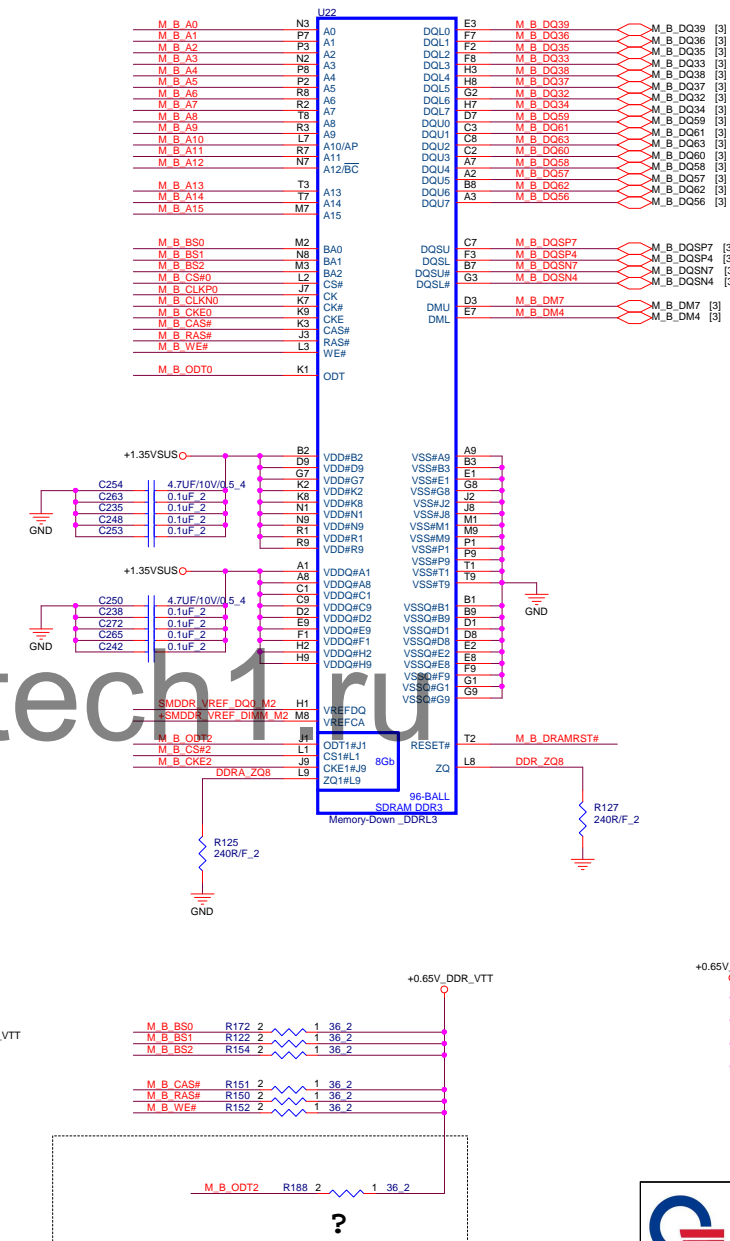 U22
M_B_A0 N3 A0 DQL0 E3 M_B_DQ39 M_B_DQ39 [3]
M_B_A1 P7 A1 DQL1 F7 M_B_DQ36 M_B_DQ36 [3]
M_B_A2 P3 A2 DQL2 F2 M_B_DQ35 M_B_DQ35 [3]
M_B_A3 N2 A3 DQL3 F8 M_B_DQ33 M_B_DQ33 [3]
M_B_A4 P8 A4 DQL4 H3 M_B_DQ38 M_B_DQ38 [3]
M_B_A5 P2 A5 DQL5 H8 M_B_DQ37 M_B_DQ37 [3]
M_B_A6 R8 A6 DQL6 G2 M_B_DQ32 M_B_DQ32 [3]
M_B_A7 R2 A7 DQL7 H7 M_B_DQ34 M_B_DQ34 [3]
M_B_A8 T8 A8 DQU0 D7 M_B_DQ59 M_B_DQ59 [3]
M_B_A9 R3 A9 DQU1 C3 M_B_DQ61 M_B_DQ61 [3]
M_B_A10 L7 A10/AP DQU2 C8 M_B_DQ63 M_B_DQ63 [3]
M_B_A11 R7 A11 DQU3 C2 M_B_DQ60 M_B_DQ60 [3]
M_B_A12 N7 A12/BC DQU4 A7 M_B_DQ58 M_B_DQ58 [3]
DQU5 A2 M_B_DQ57 M_B_DQ57 [3]
M_B_A13 T3 A13 DQU6 B8 M_B_DQ62 M_B_DQ62 [3]
M_B_A14 T7 A14 DQU7 A3 M_B_DQ56 M_B_DQ56 [3]
M_B_A15 M7 A15
M_B_BS0 M2 BA0 DQSU C7 M_B_DQSP7 M_B_DQSP7 [3
M_B_BS1 N8 BA1 DQSL F3 M_B_DQSP4 M_B_DQSP4 [3
M_B_BS2 M3 BA2 DQSU# B7 M_B_DQSN7 M_B_DQSN7 [3
M_B_CS#0 L2 CS# DQSL# G3 M_B_DQSN4 M_B_DQSN4 [3
M_B_CLKP0 J7 CK
M_B_CLKN0 K7 CK# DMU D3 M_B_DM7 M_B_DM7 [3]
M_B_CKE0 K9 CKE DML E7 M_B_DM4 M_B_DM4 [3]
M_B_CAS# K3 CAS#
M_B_RAS# J3 RAS#
M_B_WE# L3 WE#
M_B_ODT0 K1 ODT
+1.35VSUS B2 VDD#B2 VSS#A9 A9
D9 VDD#D9 VSS#B3 B3
G7 VDD#G7 VSS#E1 E1
C254 4.7UF/10V/0.5_4 K2 VDD#K2 VSS#G8 G8
C263 0.1uF_2 K8 VDD#K8 VSS#J2 J2
C235 0.1uF_2 N1 VDD#N1 VSS#J8 J8
C248 0.1uF_2 N9 VDD#N9 VSS#M1 M1
GND C253 0.1uF_2 R1 VDD#R1 VSS#M9 M9
R9 VDD#R9 VSS#P1 P1
VSS#P9 P9
+1.35VSUS A1 VDDQ#A1 VSS#T1 T1
A8 VDDQ#A8 VSS#T9 T9
C1 VDDQ#C1
C250 4.7UF/10V/0.5_4 C9 VDDQ#C9 VSSQ#B1 B1 GND
C238 0.1uF_2 D2 VDDQ#D2 VSSQ#B9 B9
C272 0.1uF_2 E9 VDDQ#E9 VSSQ#D1 D1
C265 0.1uF_2 F1 VDDQ#F1 VSSQ#D8 D8
GND C242 0.1uF_2 H2 VDDQ#H2 VSSQ#E2 E2
H9 VDDQ#H9 VSSQ#E8 E8
VSSQ#F9 F9
VSSQ#G1 G1
VSSQ#G9 G9
tech1.ru
SMDDR_VREF_DQ0_M2 H1 VREFDQ
+SMDDR_VREF_DIMM_M2 M8 VREFCA
M_B_ODT2 J1 ODT1#J1 RESET# T2 M_B_DRAMRST#
M_B_CS#2 L1 CS1#L1
M_B_CKE2 J9 CKE1#J9 8Gb ZQ L8 DDR_ZQ8
DDRA_ZQ8 L9 ZQ1#L9
96-BALL
SDRAM DDR3
Memory-Down _DDRL3
R127
240R/F_2
R125
240R/F_2
GND
+0.65V_DDR_VTT
+0.65V_
_VTT
M_B_BS0 R172 2 1 36_2
M_B_BS1 R122 2 1 36_2
M_B_BS2 R154 2 1 36_2
M_B_CAS# R151 2 1 36_2
M_B_RAS# R150 2 1 36_2
M_B_WE# R152 2 1 36_2
M_B_ODT2 R188 2 1 36_2
?